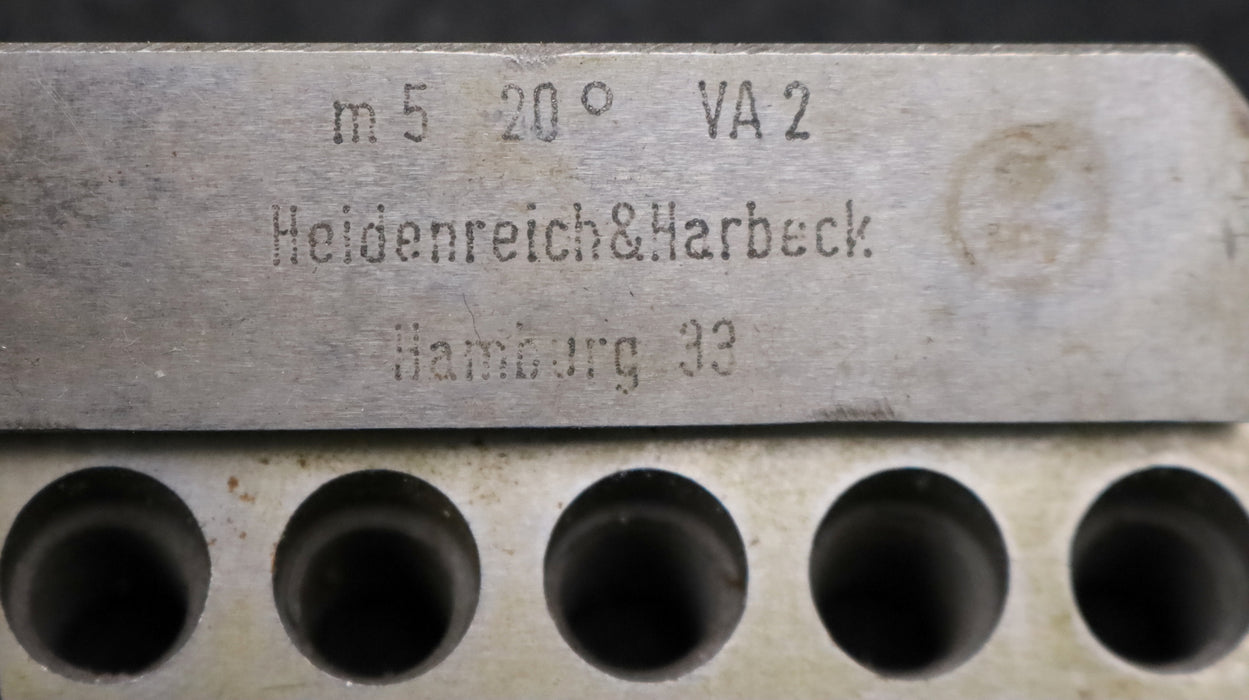 m 5 20° VA 2
Heidenreich&Harbeck
Hamburg 33